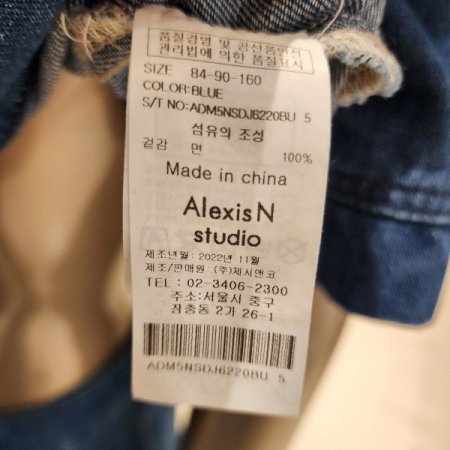 품질경영 및 공산품안전
관리법에 의한 품질표시
SIZE 84-90-160
COLOR:BLUE
S/T NO:ADM5NSDJ6220BU 5
섬유의 조성
겉감 면 100%
Made in china
AlexisN
studio
제조년월: 2022년 11월
제조/판매원 : (주)제시앤코
TEL : 02-3406-2300
주소:서울시 중구
장충동 2가 26-1
ADM5NSDJ6220BU 5